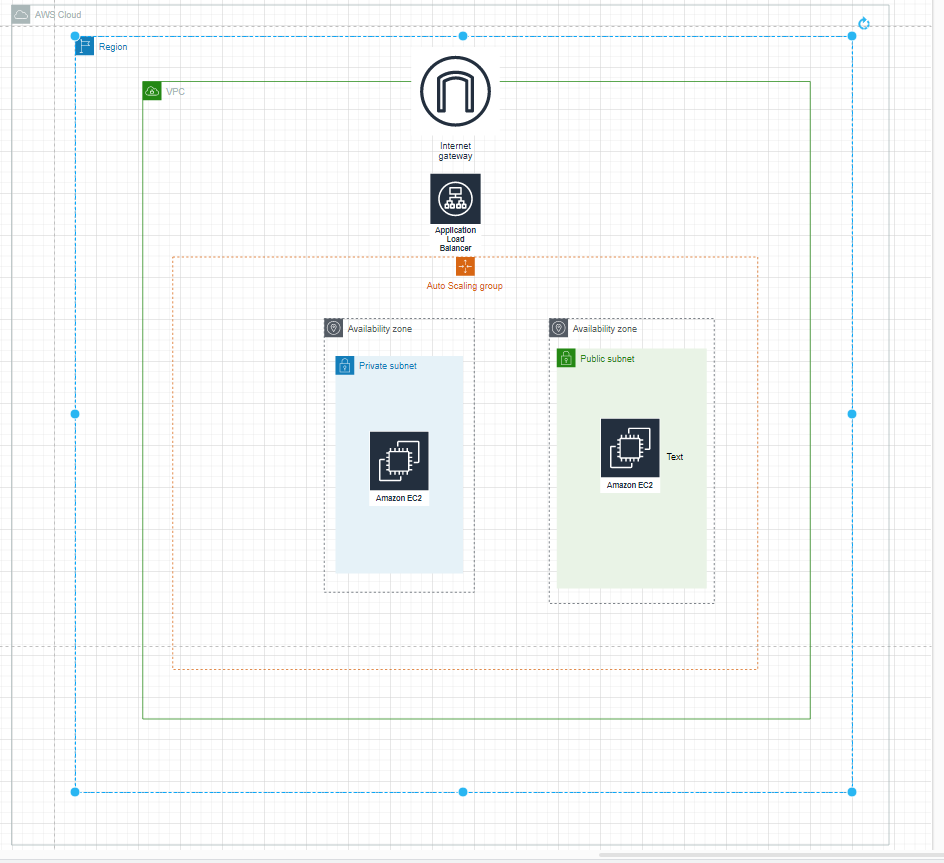 AWS Cloud
Region
VPC
Internet
gateway
Application
Load
Balancer
Auto Scaling group
Availability zone
Availability zone
Private subnet
Public subnet
Text
Amazon EC2
Amazon EC2